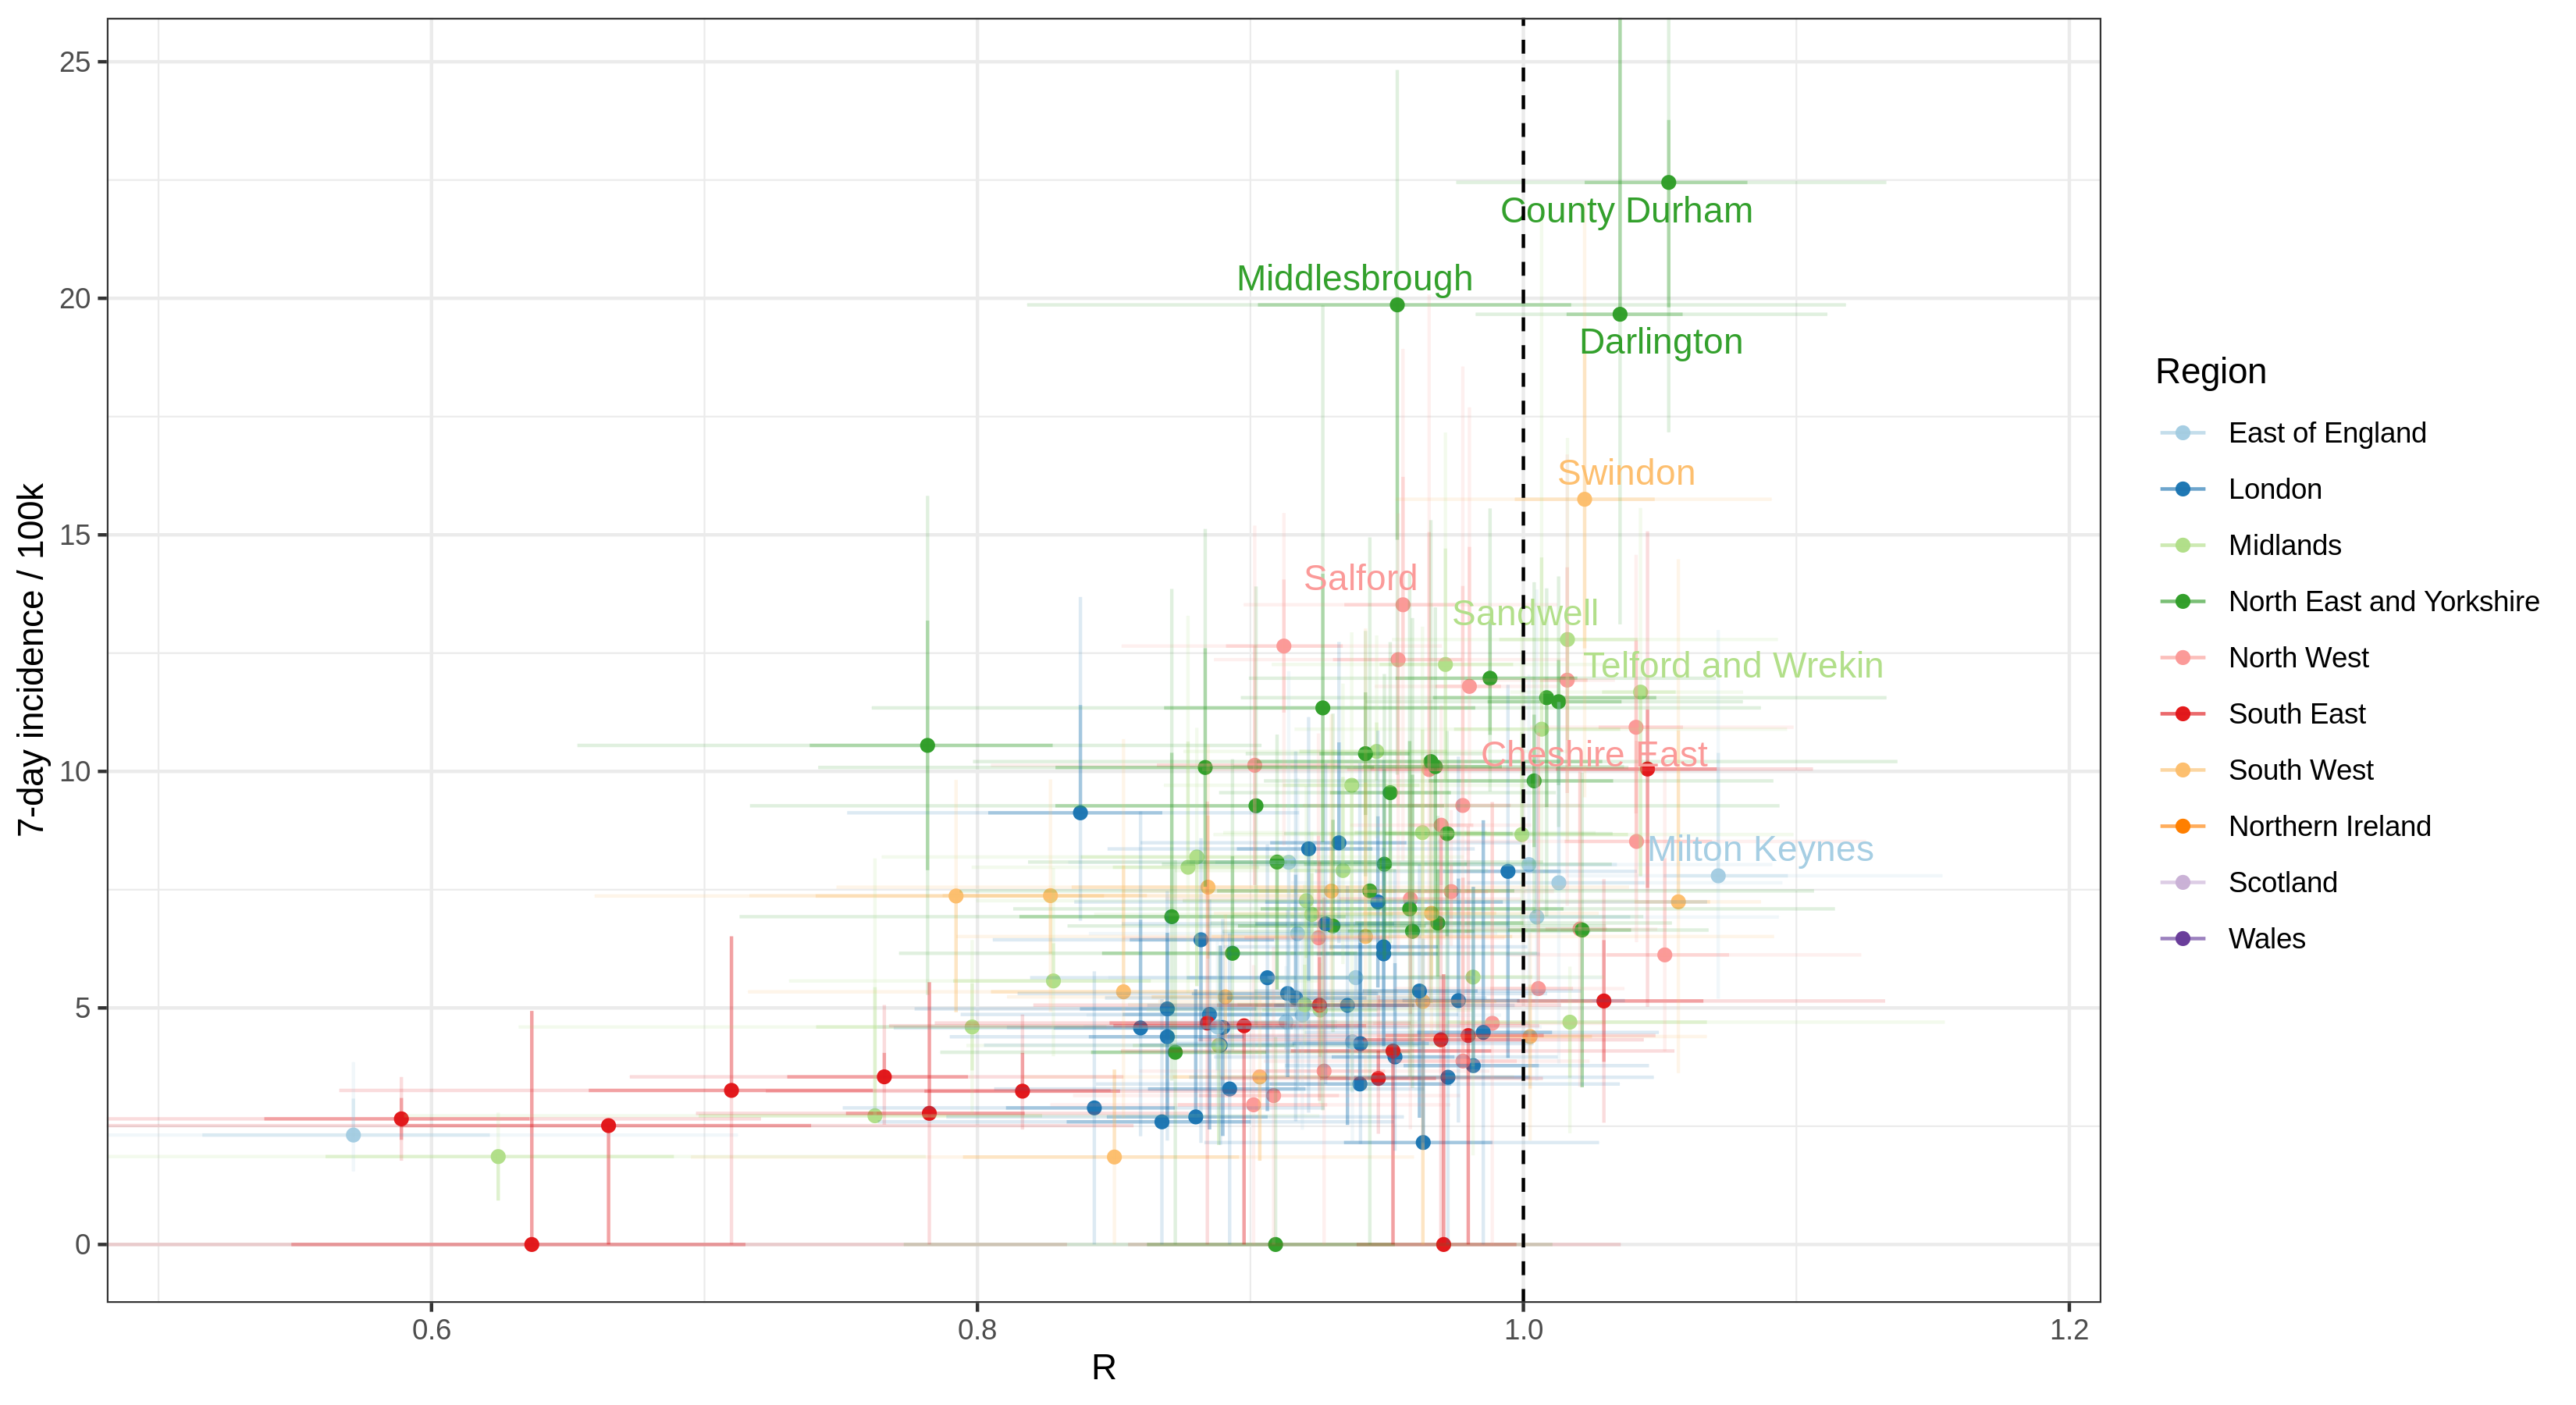 25
20
15
10
5
0
7-day incidence / 100k
County Durham
Middlesbrough
Darlington
Swindon
Salford
Sandwell
Telford and Wrekin
Cheshire East
Milton Keynes
0.6
0.8
1.0
1.2
R
Region
East of England
London
Midlands
North East and Yorkshire
North West
South East
South West
Northern Ireland
Scotland
Wales